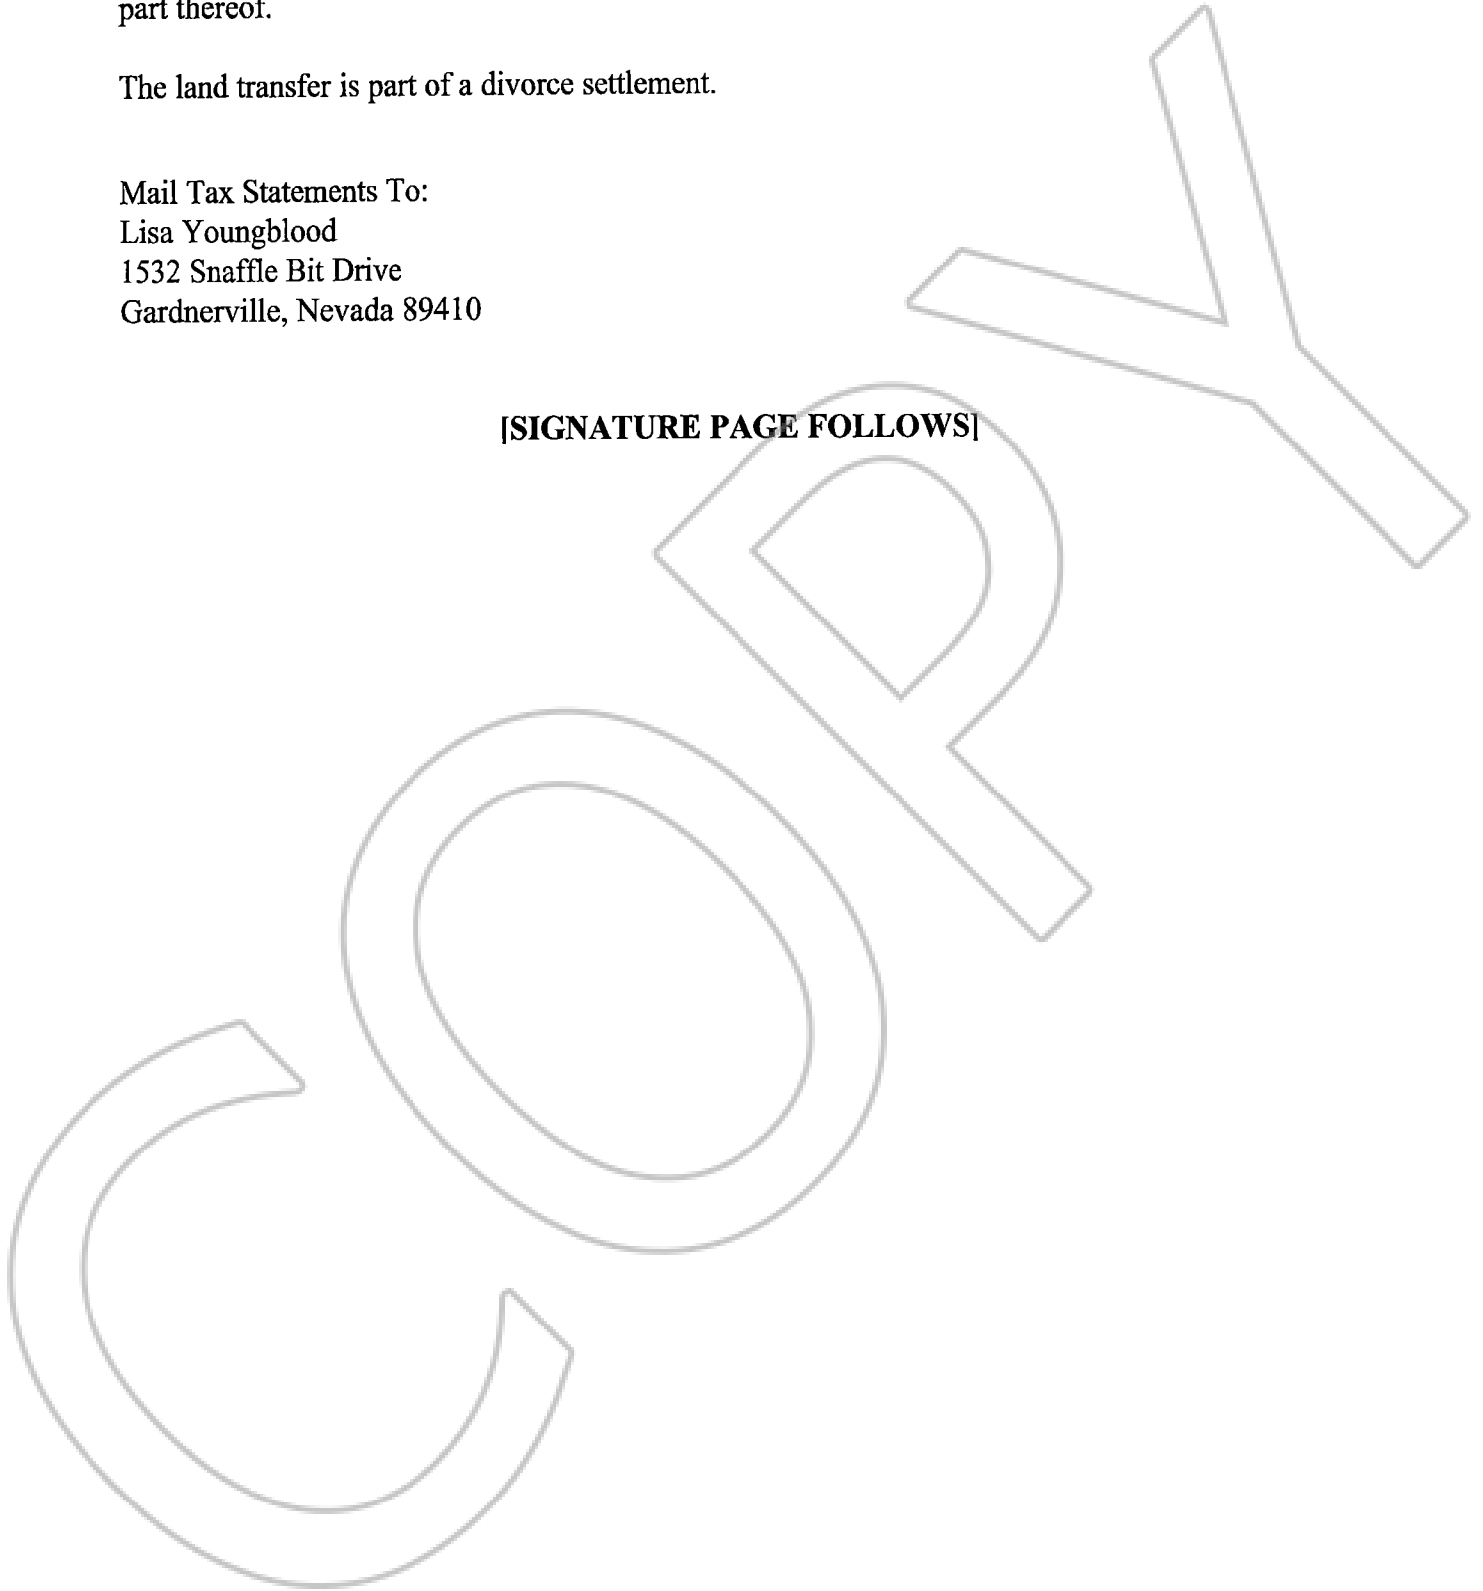 part thereof.
The land transfer is part of a divorce settlement.
Mail Tax Statements To:
Lisa Youngblood
1532 Snaffle Bit Drive
Gardnerville, Nevada 89410
[SIGNATURE PAGE FOLLOWS]
COPY